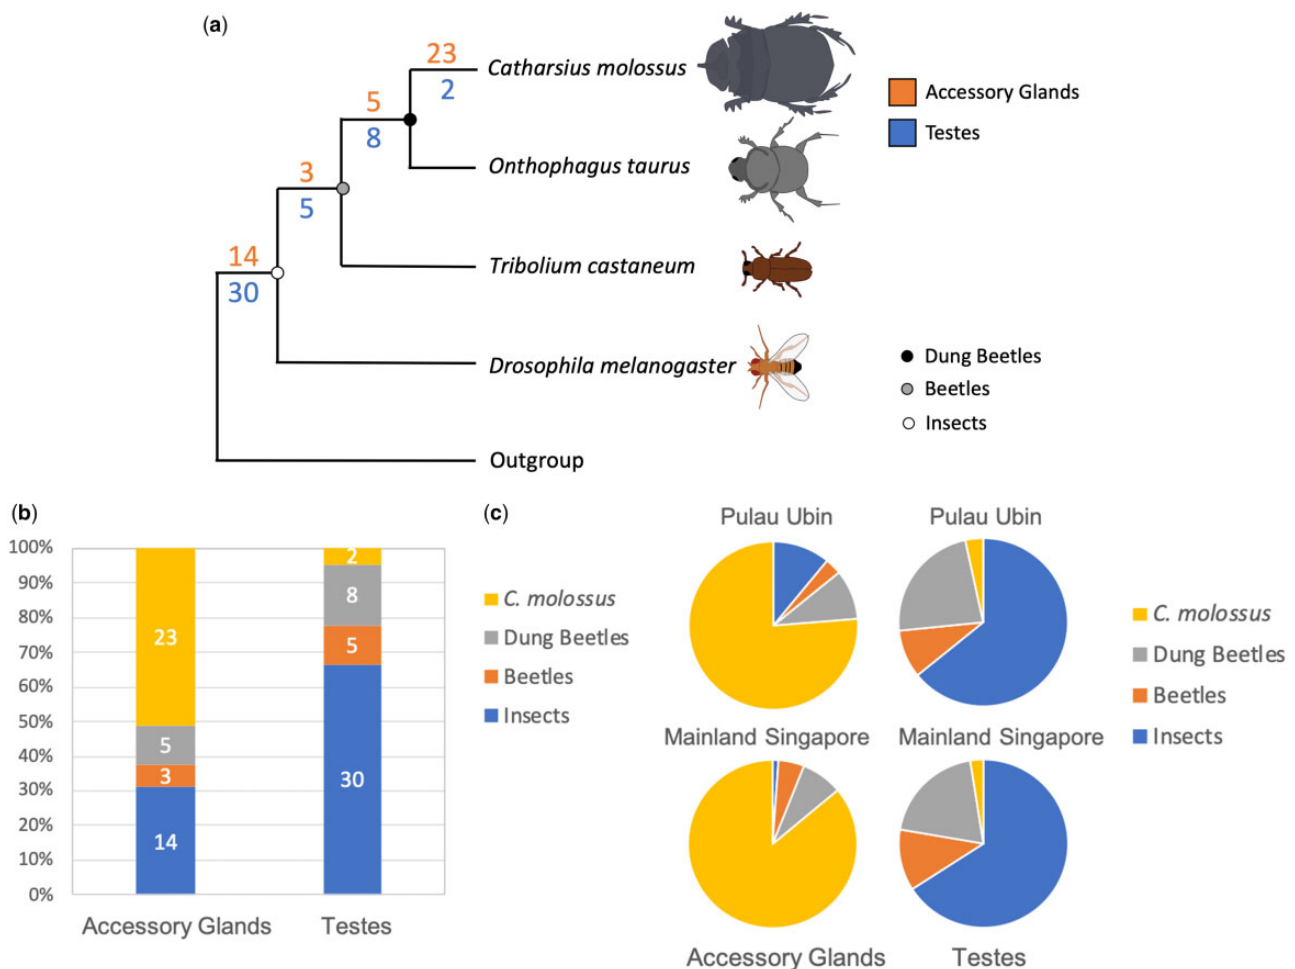 (a)
23
Catharsius molossus
2
Accessory Glands
Testes
5
8
Onthophagus taurus
3
5
Tribolium castaneum
14
30
Drosophila melanogaster
Dung Beetles
Beetles
Insects
Outgroup
(b)
100%
90%
80%
70%
60%
50%
40%
30%
20%
10%
0%
23
5
3
14
2
8
5
30
Accessory Glands
Testes
C. molossus
Dung Beetles
Beetles
Insects
(c)
Pulau Ubin
Pulau Ubin
Mainland Singapore
Mainland Singapore
Accessory Glands
Testes
C. molossus
Dung Beetles
Beetles
Insects